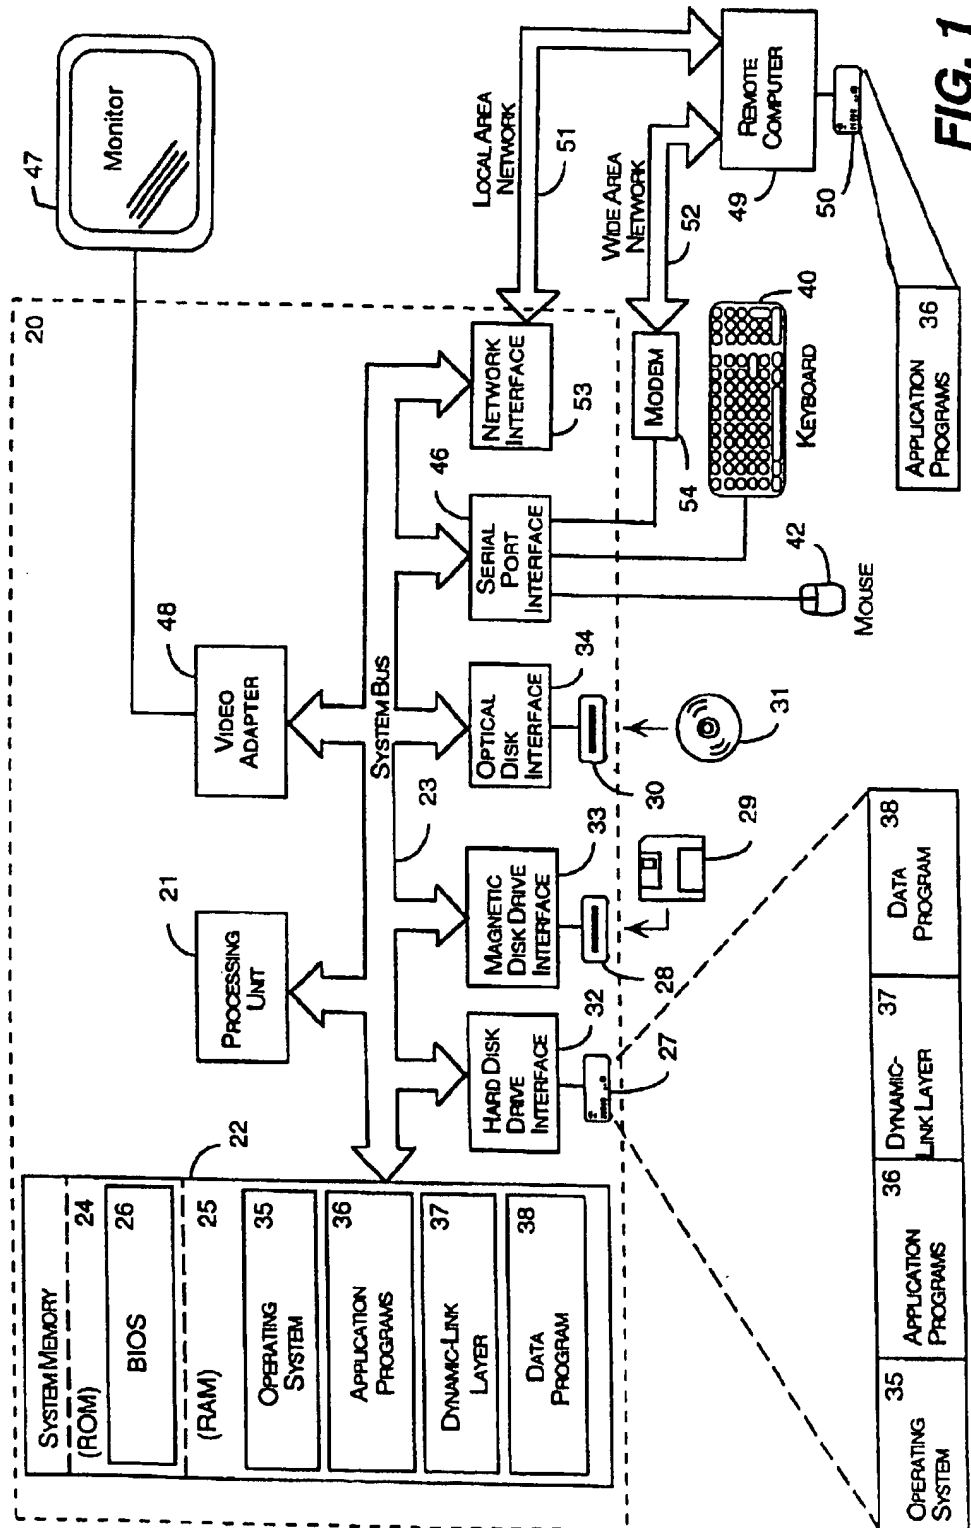 20
SYSTEM MEMORY
(ROM) 24
BIOS 26
(RAM) 25
OPERATING
SYSTEM
35
APPLICATION
PROGRAMS
36
DYNAMIC-LINK
LAYER
37
DATA
PROGRAM
38
22
PROCESSING
UNIT
21
VIDEO
ADAPTER
48
Monitor
47
SYSTEM BUS
23
HARD DISK
DRIVE
INTERFACE
32
MAGNETIC
DISK DRIVE
INTERFACE
33
OPTICAL
DISK
INTERFACE
34
SERIAL
PORT
INTERFACE
46
NETWORK
INTERFACE
53
27
28
29
30
31
LOCAL AREA
NETWORK
51
WIDE AREA
NETWORK
52
MODEM
54
KEYBOARD
40
MOUSE
42
REMOTE
COMPUTER
49
50
APPLICATION
PROGRAMS
36
OPERATING
SYSTEM
35
APPLICATION
PROGRAMS
36
DYNAMIC-
LINK LAYER
37
DATA
PROGRAM
38
FIG. 1